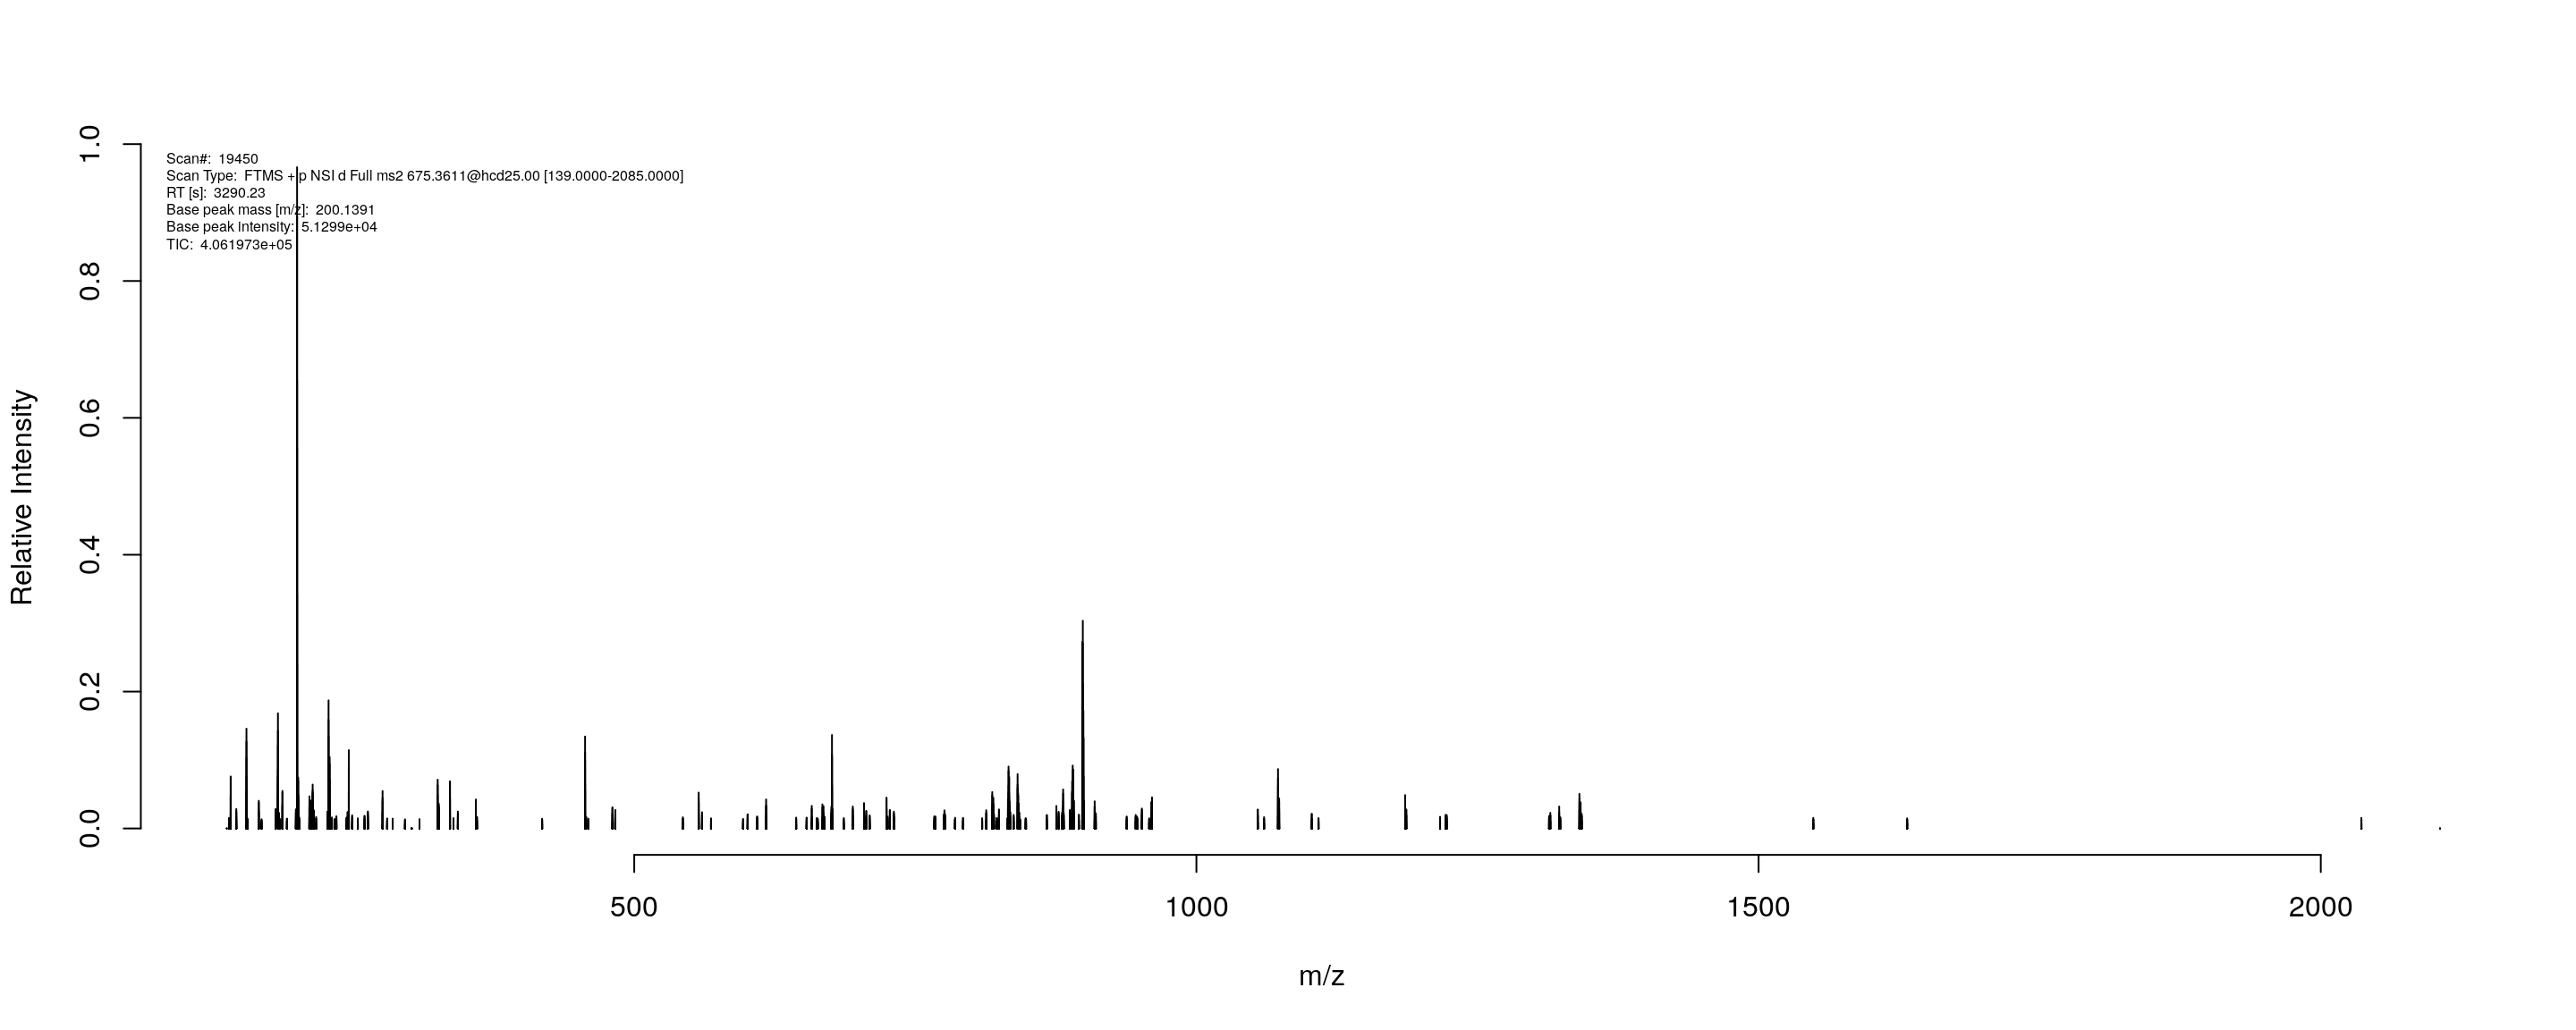 Scan#: 19450
Scan Type: FTMS + p NSI d Full ms2 675.3611@hcd25.00 [139.0000-2085.0000]
RT [s]: 3290.23
Base peak mass [m/z]: 200.1391
Base peak intensity: 5.1299e+04
TIC: 4.061973e+05
Relative Intensity
1.0
0.8
0.6
0.4
0.2
0.0
500 1000 1500 2000
m/z